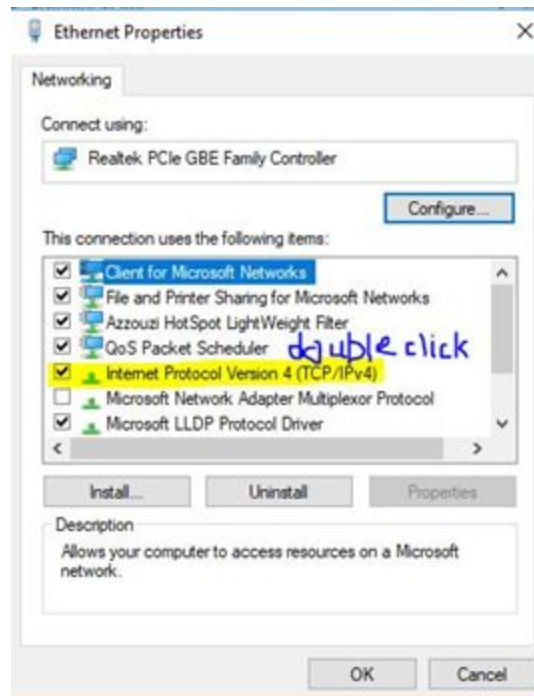 Ethernet Properties
Networking
Connect using:
Realtek PCIe GBE Family Controller
Configure...
This connection uses the following items:
Client for Microsoft Networks
File and Printer Sharing for Microsoft Networks
Azzouzi HotSpot LightWeight Filter
QoS Packet Scheduler double click
Internet Protocol Version 4 (TCP/IPv4)
Microsoft Network Adapter Multiplexor Protocol
Microsoft LLDP Protocol Driver
Install... Uninstall Properties
Description
Allows your computer to access resources on a Microsoft
network.
OK Cancel